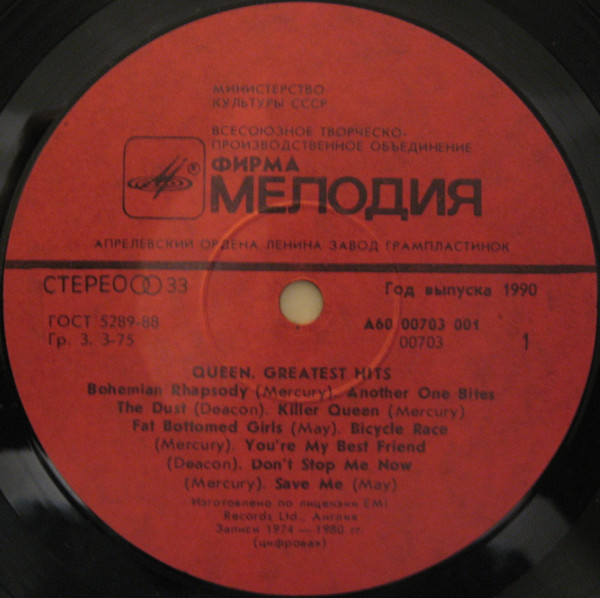 МИНИСТЕРСТВО
КУЛЬТУРЫ СССР
ВСЕСОЮЗНОЕ ТВОРЧЕСКО-
ПРОИЗВОДСТВЕННОЕ ОБЪЕДИНЕНИЕ
ФИРМА
®
МЕЛОДИЯ
АПРЕЛЕВСКИЙ ОРДЕНА ЛЕНИНА ЗАВОД ГРАМПЛАСТИНОК
СТЕРЕО 33
Год выпуска 1990
ГОСТ 5289-88
А60 00703 001
Гр. 3. 3-75
00703
1
QUEEN. GREATEST HITS
Bohemian Rhapsody (Mercury). Another One Bites
The Dust (Deacon). Killer Queen (Mercury)
Fat Bottomed Girls (May). Bicycle Race
(Mercury). You're My Best Friend
(Deacon). Don't Stop Me Now
(Mercury). Save Me (May)
Изготовлено по лицензии EMI
Records Ltd., Англия
Записи 1974 — 1980 гг.
(цифровая)